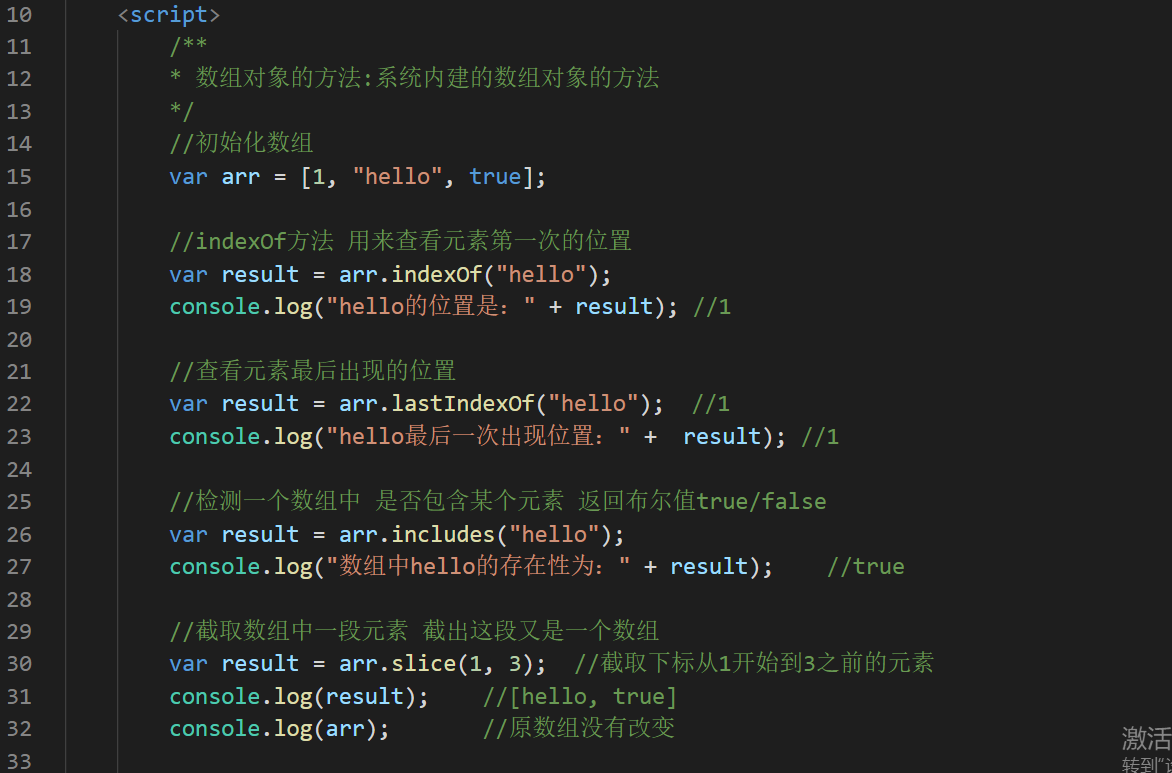 10 <script>
11 /**
12 * 数组对象的方法:系统内建的数组对象的方法
13 */
14 //初始化数组
15 var arr = [1, "hello", true];
16
17 //indexOf方法 用来查看元素第一次的位置
18 var result = arr.indexOf("hello");
19 console.log("hello的位置是：" + result); //1
20
21 //查看元素最后出现的位置
22 var result = arr.lastIndexOf("hello");  //1
23 console.log("hello最后一次出现位置：" +  result); //1
24
25 //检测一个数组中 是否包含某个元素 返回布尔值true/false
26 var result = arr.includes("hello");
27 console.log("数组中hello的存在性为：" + result);    //true
28
29 //截取数组中一段元素 截出这段又是一个数组
30 var result = arr.slice(1, 3);  //截取下标从1开始到3之前的元素
31 console.log(result);    //[hello, true]
32 console.log(arr);       //原数组没有改变
33
激活
转到"